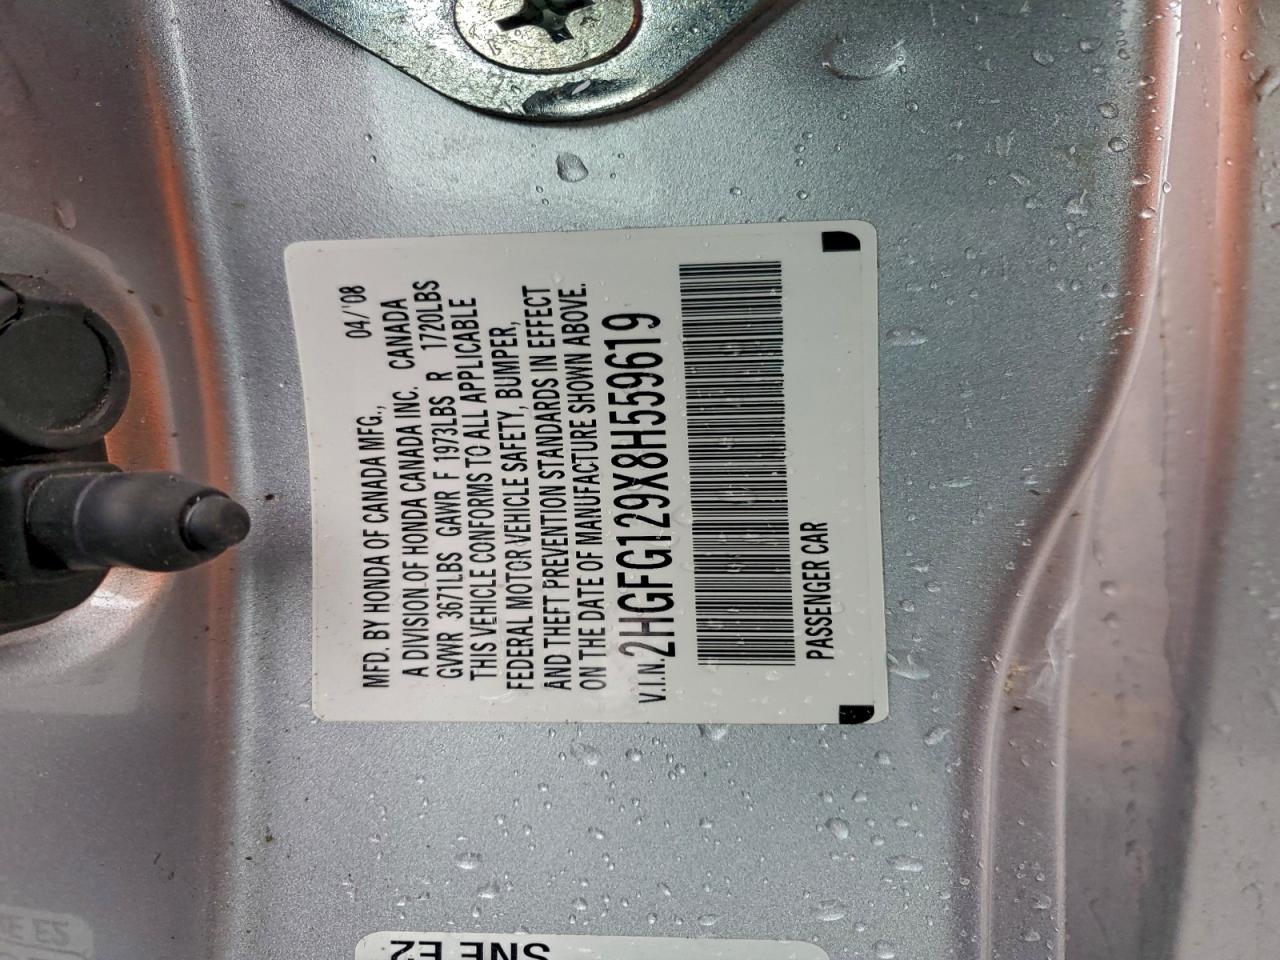 MFD. BY HONDA OF CANADA MFG., 04/'08
A DIVISION OF HONDA CANADA INC. CANADA
GVWR 3671LBS GAWR F 1973LBS R 1720LBS
THIS VEHICLE CONFORMS TO ALL APPLICABLE
FEDERAL MOTOR VEHICLE SAFETY, BUMPER,
AND THEFT PREVENTION STANDARDS IN EFFECT
ON THE DATE OF MANUFACTURE SHOWN ABOVE.
V.I.N. 2HGFG129X8H559619
PASSENGER CAR